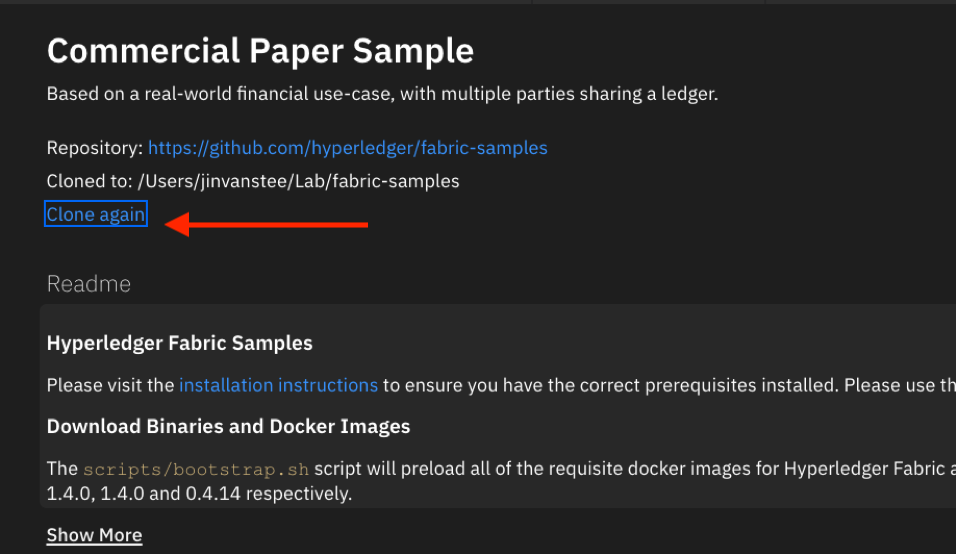 Commercial Paper Sample
Based on a real-world financial use-case, with multiple parties sharing a ledger.
Repository: https://github.com/hyperledger/fabric-samples
Cloned to: /Users/jinvanstee/Lab/fabric-samples
Clone again
Readme
Hyperledger Fabric Samples
Please visit the installation instructions to ensure you have the correct prerequisites installed. Please use
Download Binaries and Docker Images
The scripts/bootstrap.sh script will preload all of the requisite docker images for Hyperledger Fabric
1.4.0, 1.4.0 and 0.4.14 respectively.
Show More